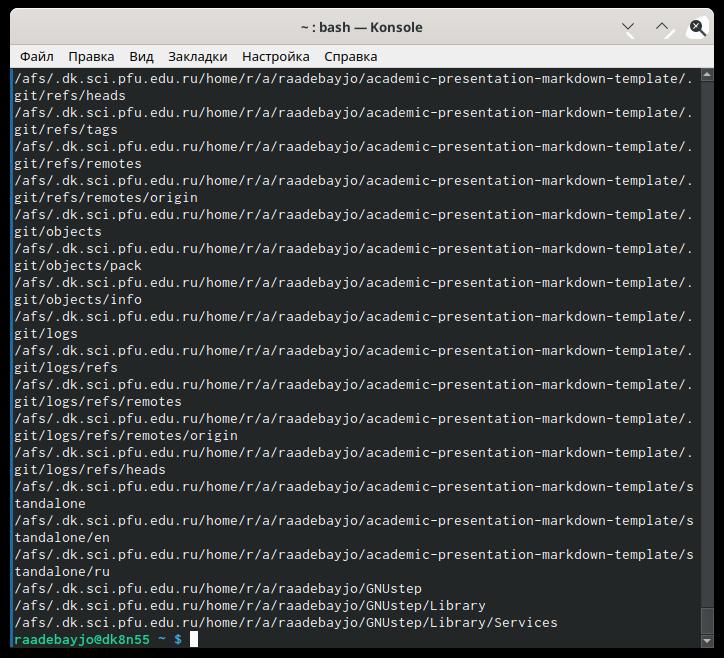 ~ : bash — Konsole
Файл Правка Вид Закладки Настройка Справка
/afs/.dk.sci.pfu.edu.ru/home/r/a/raadebayjo/academic-presentation-markdown-template/.
git/refs/heads
/afs/.dk.sci.pfu.edu.ru/home/r/a/raadebayjo/academic-presentation-markdown-template/.
git/refs/tags
/afs/.dk.sci.pfu.edu.ru/home/r/a/raadebayjo/academic-presentation-markdown-template/.
git/refs/remotes
/afs/.dk.sci.pfu.edu.ru/home/r/a/raadebayjo/academic-presentation-markdown-template/.
git/refs/remotes/origin
/afs/.dk.sci.pfu.edu.ru/home/r/a/raadebayjo/academic-presentation-markdown-template/.
git/objects
/afs/.dk.sci.pfu.edu.ru/home/r/a/raadebayjo/academic-presentation-markdown-template/.
git/objects/pack
/afs/.dk.sci.pfu.edu.ru/home/r/a/raadebayjo/academic-presentation-markdown-template/.
git/objects/info
/afs/.dk.sci.pfu.edu.ru/home/r/a/raadebayjo/academic-presentation-markdown-template/.
git/logs
/afs/.dk.sci.pfu.edu.ru/home/r/a/raadebayjo/academic-presentation-markdown-template/.
git/logs/refs
/afs/.dk.sci.pfu.edu.ru/home/r/a/raadebayjo/academic-presentation-markdown-template/.
git/logs/refs/remotes
/afs/.dk.sci.pfu.edu.ru/home/r/a/raadebayjo/academic-presentation-markdown-template/.
git/logs/refs/remotes/origin
/afs/.dk.sci.pfu.edu.ru/home/r/a/raadebayjo/academic-presentation-markdown-template/.
git/logs/refs/heads
/afs/.dk.sci.pfu.edu.ru/home/r/a/raadebayjo/academic-presentation-markdown-template/s
tandalone
/afs/.dk.sci.pfu.edu.ru/home/r/a/raadebayjo/academic-presentation-markdown-template/s
tandalone/en
/afs/.dk.sci.pfu.edu.ru/home/r/a/raadebayjo/academic-presentation-markdown-template/s
tandalone/ru
/afs/.dk.sci.pfu.edu.ru/home/r/a/raadebayjo/GNUstep
/afs/.dk.sci.pfu.edu.ru/home/r/a/raadebayjo/GNUstep/Library
/afs/.dk.sci.pfu.edu.ru/home/r/a/raadebayjo/GNUstep/Library/Services
raadebayjo@dk8n55 ~ $